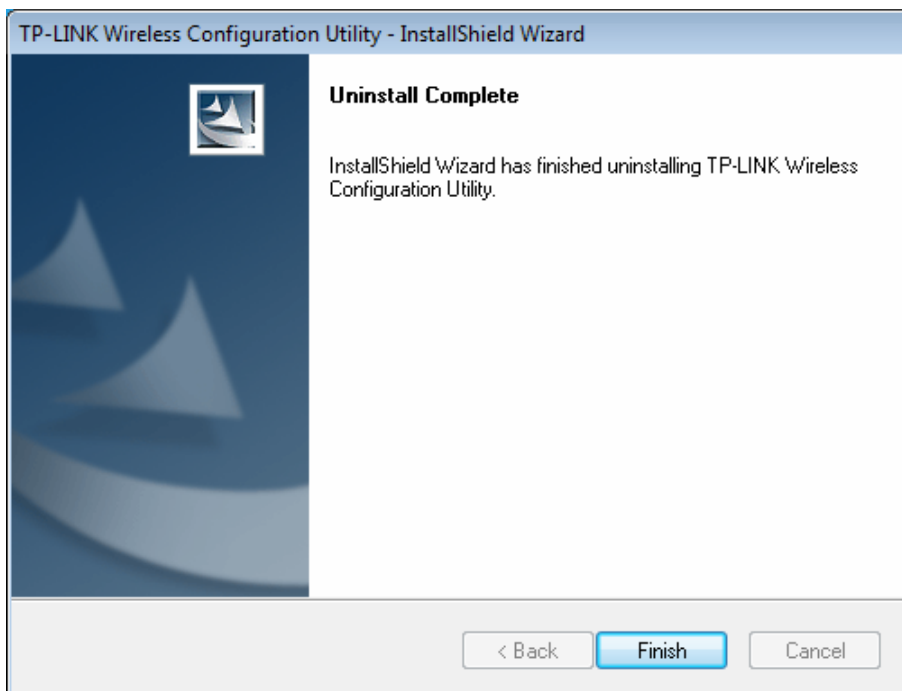 TP-LINK Wireless Configuration Utility - InstallShield Wizard
Uninstall Complete
InstallShield Wizard has finished uninstalling TP-LINK Wireless
Configuration Utility.
< Back
Finish
Cancel